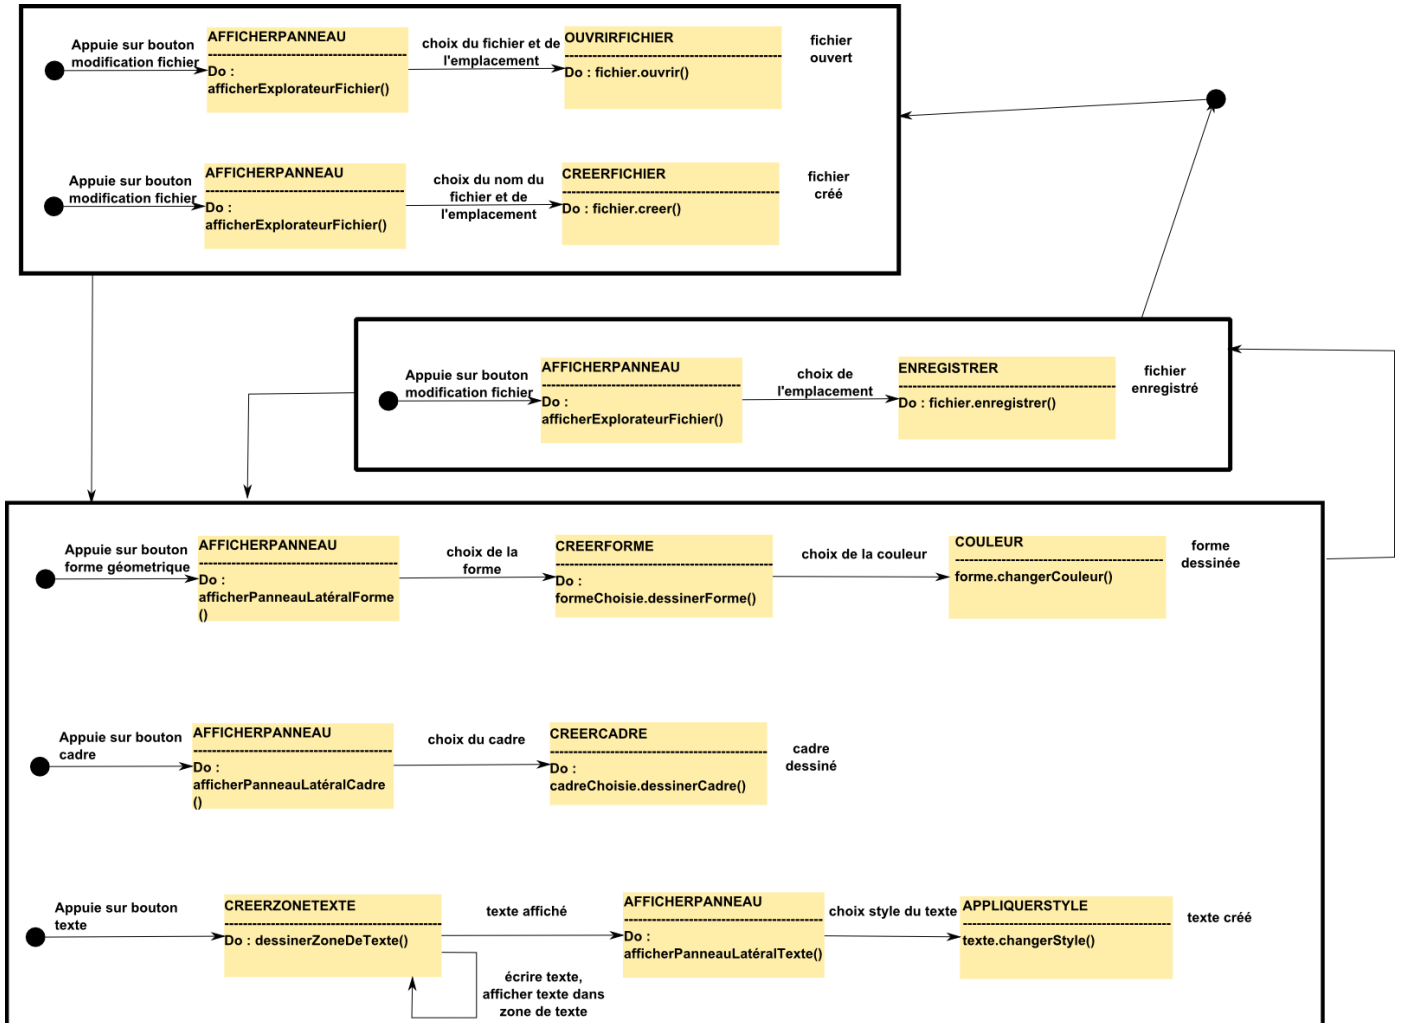 Appuie sur bouton
modification fichier
AFFICHERPANNEAU
Do :
afficherExplorateurFichier()
choix du fichier et de
l'emplacement
OUVRIRFICHIER
Do : fichier.ouvrir()
fichier
ouvert
Appuie sur bouton
modification fichier
AFFICHERPANNEAU
Do :
afficherExplorateurFichier()
choix du nom du
fichier et de
l'emplacement
CREERFICHIER
Do : fichier.creer()
fichier
créé
Appuie sur bouton
modification fichier
AFFICHERPANNEAU
Do :
afficherExplorateurFichier()
choix de
l'emplacement
ENREGISTRER
Do : fichier.enregistrer()
fichier
enregistré
Appuie sur bouton
forme géometrique
AFFICHERPANNEAU
Do :
afficherPanneauLatéralForme
()
choix de la
forme
CREERFORME
Do :
formeChoisie.dessinerForme()
choix de la couleur
COULEUR
forme.changerCouleur()
forme
dessinée
Appuie sur bouton
cadre
AFFICHERPANNEAU
Do :
afficherPanneauLatéralCadre
()
choix du cadre
CREERCADRE
Do :
cadreChoisie.dessinerCadre()
cadre
dessiné
Appuie sur bouton
texte
CREERZONETEXTE
Do : dessinerZoneDeTexte()
écrire texte,
afficher texte dans
zone de texte
texte affiché
AFFICHERPANNEAU
Do :
afficherPanneauLatéralTexte()
choix style du texte
APPLIQUERSTYLE
texte.changerStyle()
texte créé